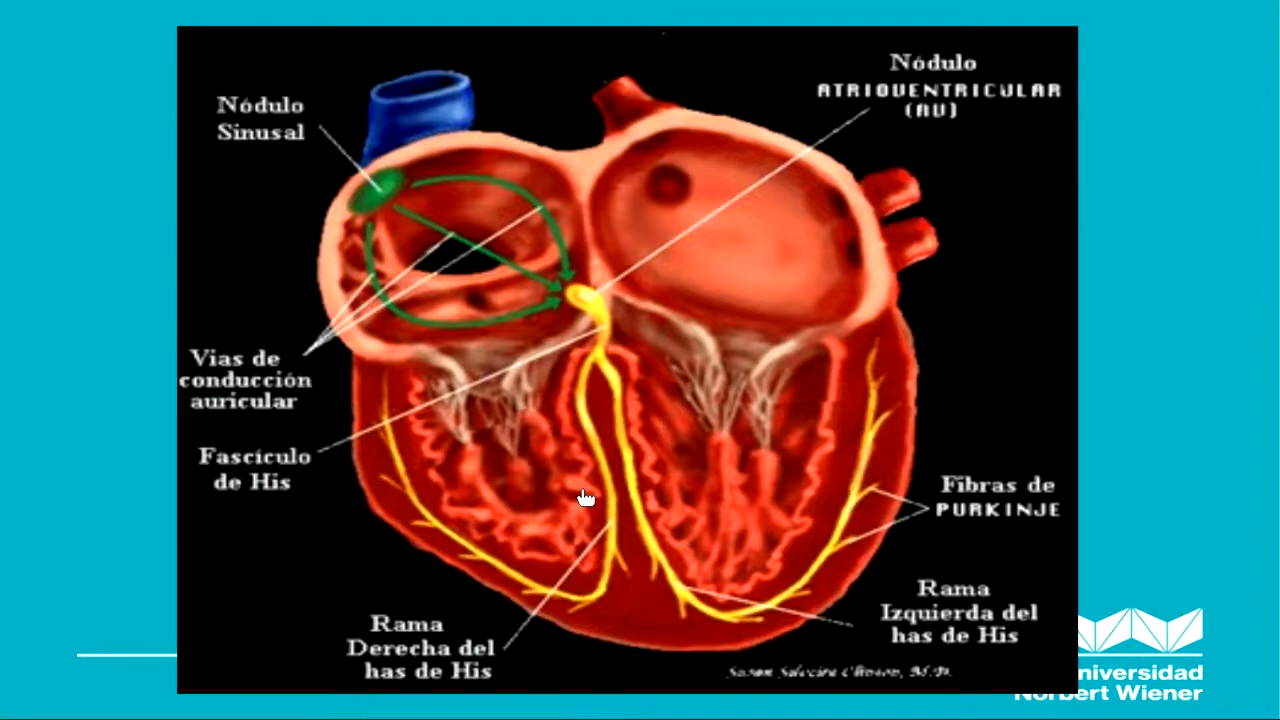 Nódulo
Sinusal
Nódulo
ATRIOVENTRICULAR
(AV)
Vias de
conducción
auricular
Fascículo
de His
Fibras de
PURKINJE
Rama
Derecha del
has de His
Rama
Izquierda del
has de His
M.D.
niversidad
Norbert Wiener